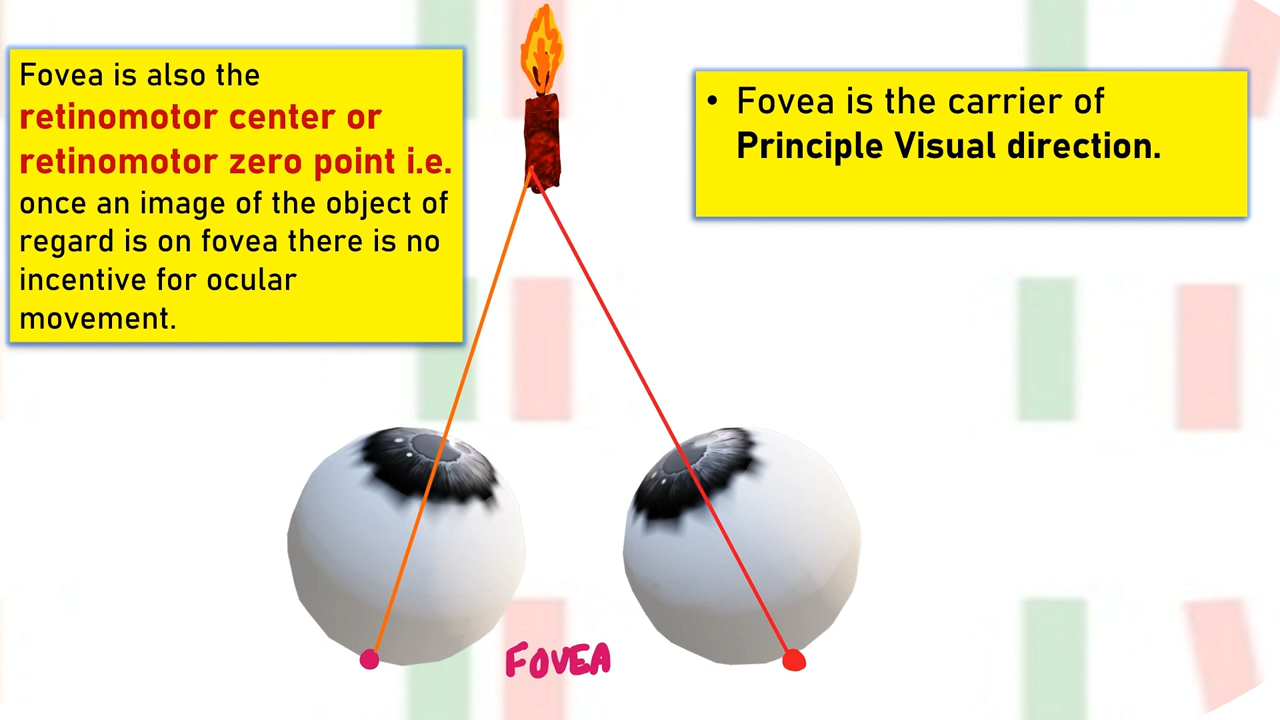 Fovea is also the
retinomotor center or
retinomotor zero point i.e.
once an image of the object of
regard is on fovea there is no
incentive for ocular
movement.
• Fovea is the carrier of
Principle Visual direction.
FOVEA